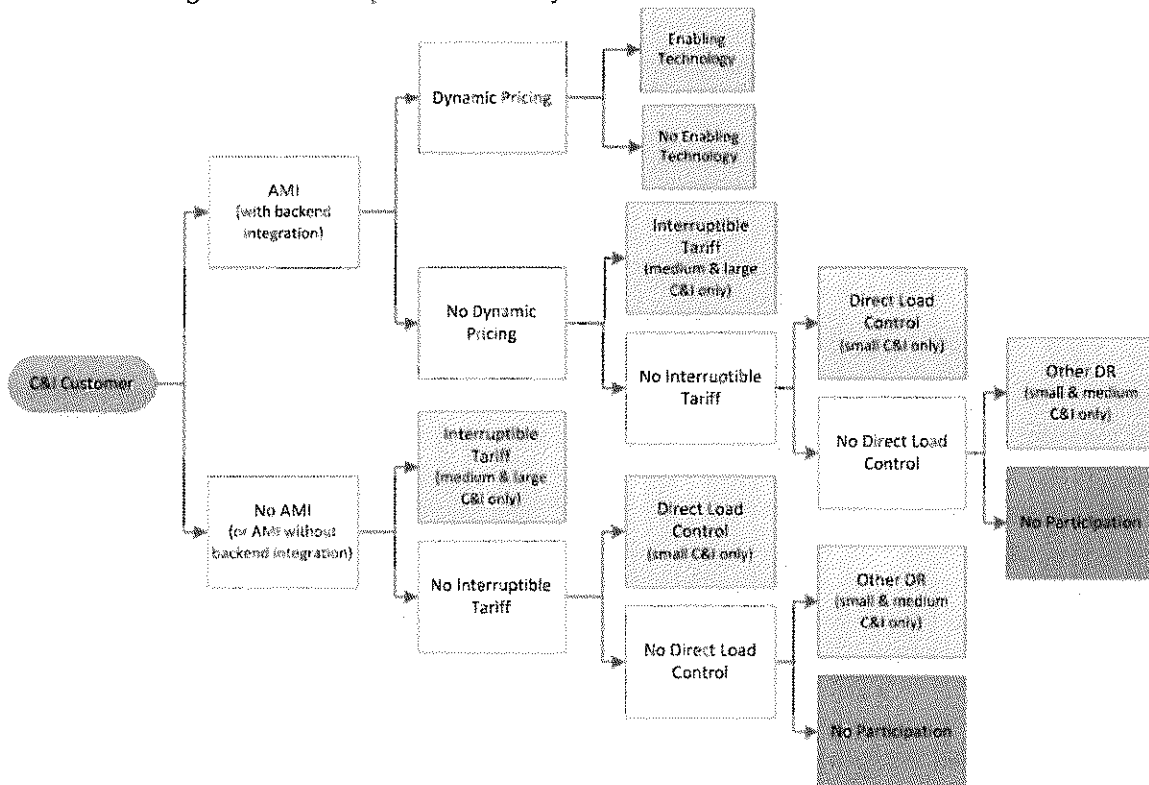 Enabling
Technology
Dynamic Pricing
No Enabling
Technology
AMI
(with backend
integration)
Interruptible
Tariff
(medium & large
C&I only)
No Dynamic
Pricing
Direct Load
Control
(small C&I only)
No Interruptible
Tariff
Other DR
(small & medium
C&I only)
No Direct Load
Control
No Participation
C&I Customer
Interruptible
Tariff
(medium & large
C&I only)
No AMI
(or AMI without
backend integration)
Direct Load
Control
(small C&I only)
No Interruptible
Tariff
Other DR
(small & medium
C&I only)
No Direct Load
Control
No Participation